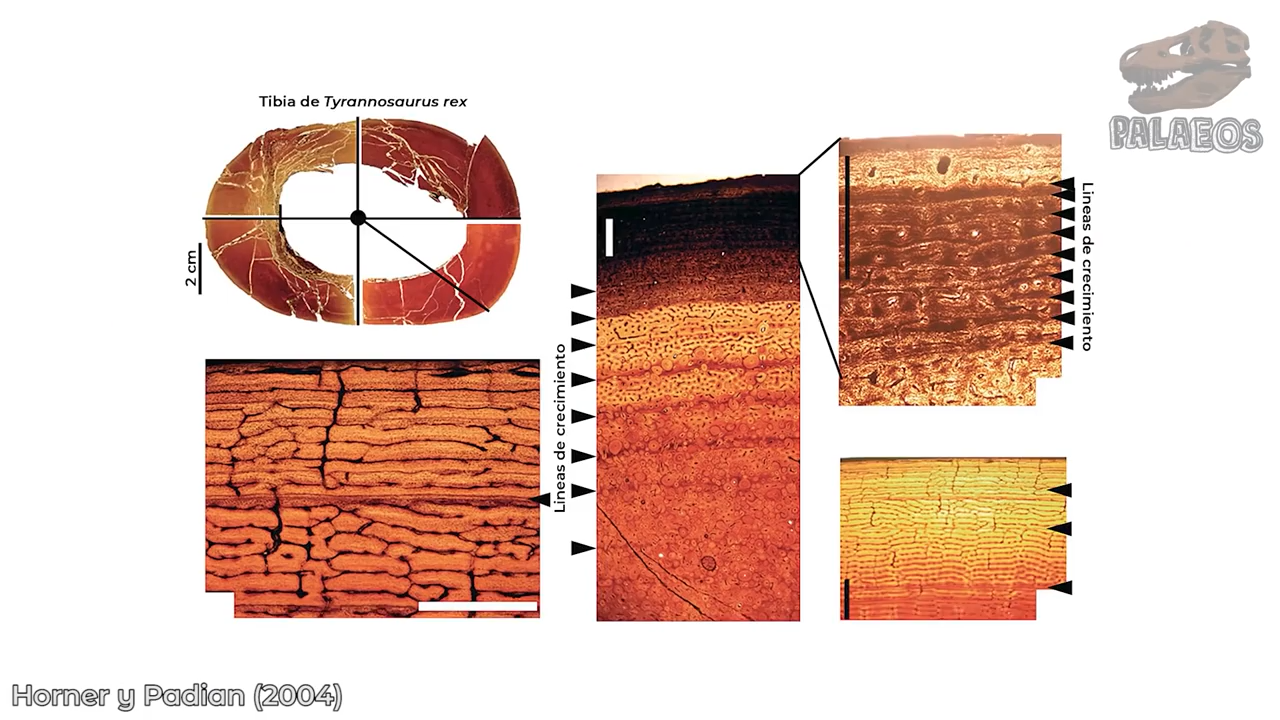 Tibia de Tyrannosaurus rex
PALAEOS
2 cm
Líneas de crecimiento
Líneas de crecimiento
Horner y Padian (2004)